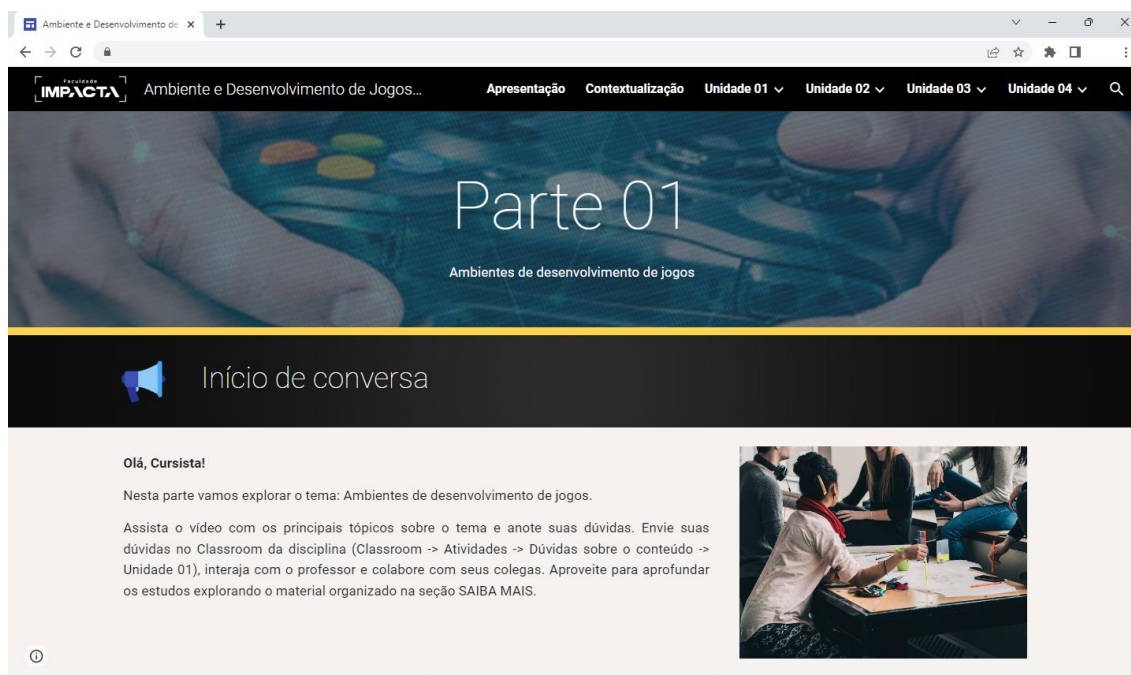 Ambiente e Desenvolvimento de
Faculdade
IMPACTA
Ambiente e Desenvolvimento de Jogos...
Apresentação
Contextualização
Unidade 01
Unidade 02
Unidade 03
Unidade 04
Parte 01
Ambientes de desenvolvimento de jogos
Início de conversa
Olá, Cursista!
Nesta parte vamos explorar o tema: Ambientes de desenvolvimento de jogos.
Assista o vídeo com os principais tópicos sobre o tema e anote suas dúvidas. Envie suas
dúvidas no Classroom da disciplina (Classroom -> Atividades -> Dúvidas sobre o conteúdo ->
Unidade 01), interaja com o professor e colabore com seus colegas. Aproveite para aprofundar
os estudos explorando o material organizado na seção SAIBA MAIS.